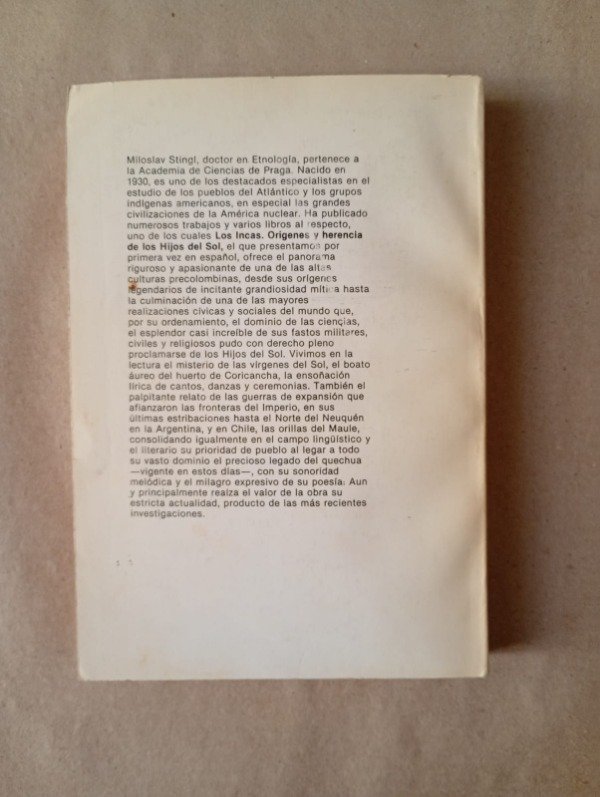 Miloslav Stingl, doctor en Etnología, pertenece a
la Academia de Ciencias de Praga. Nacido en
1930, es uno de los destacados especialistas en el
estudio de los pueblos del Atlántico y los grupos
indígenas americanos, en especial las grandes
civilizaciones de la América nuclear. Ha publicado
numerosos trabajos y varios libros al respecto,
uno de los cuales Los Incas. Orígenes y herencia
de los Hijos del Sol, el que presentamos por
primera vez en español, ofrece el panorama
riguroso y apasionante de una de las altas
culturas precolombinas, desde sus orígenes
legendarios de incitante grandiosidad mítica hasta
la culminación de una de las mayores
realizaciones cívicas y sociales del mundo que,
por su ordenamiento, el dominio de las ciencias,
el esplendor casi increíble de sus fastos militares,
civiles y religiosos pudo con derecho pleno
proclamarse de los Hijos del Sol. Vivimos en la
lectura el misterio de las vírgenes del Sol, el boato
áureo del huerto de Coricancha, la ensoñación
lírica de cantos, danzas y ceremonias. También el
palpitante relato de las guerras de expansión que
afianzaron las fronteras del Imperio, en sus
últimas estribaciones hasta el Norte del Neuquén
en la Argentina, y en Chile, las orillas del Maule,
consolidando igualmente en el campo lingüístico y
el literario su prioridad de pueblo al legar a todo
su vasto dominio el precioso legado del quechua
—vigente en estos días—, con su sonoridad
melódica y el milagro expresivo de su poesía: Aun
y principalmente realza el valor de la obra su
estricta actualidad, producto de las más recientes
investigaciones.